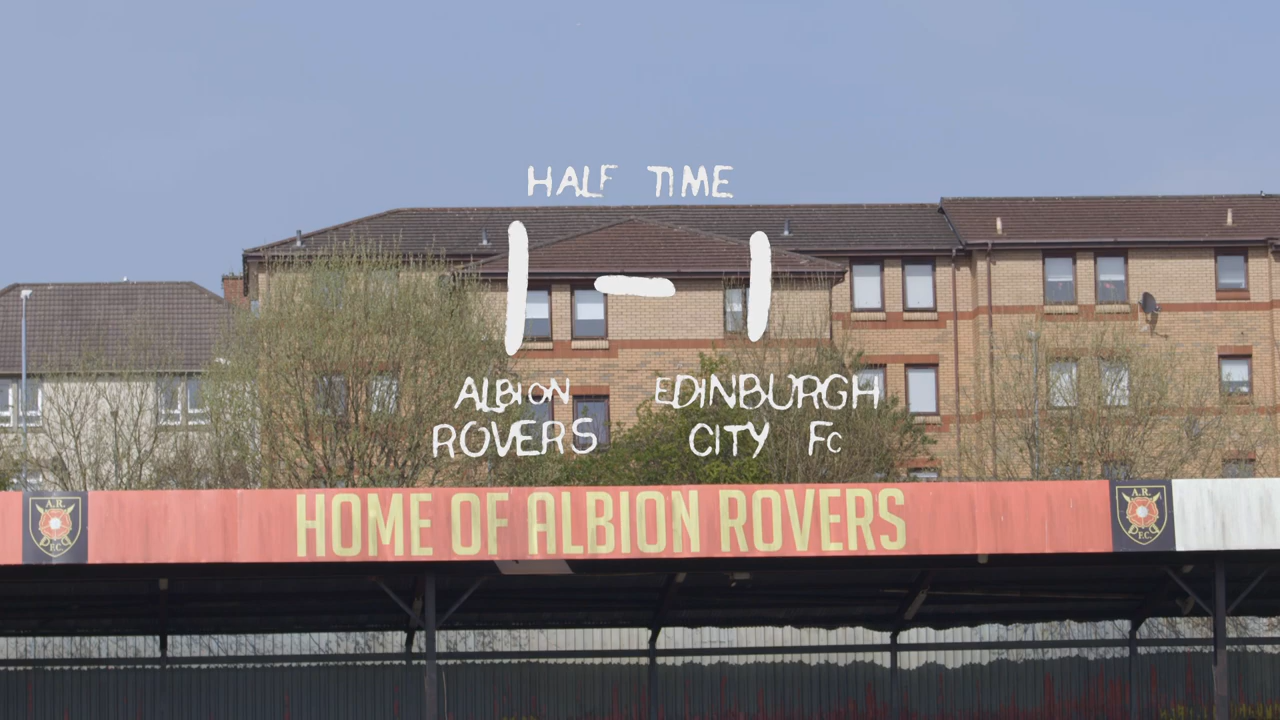 HALF TIME
1 - 1
ALBION ROVERS
EDINBURGH CITY FC
HOME OF ALBION ROVERS
A.R.
F.C.
A.R.
F.C.